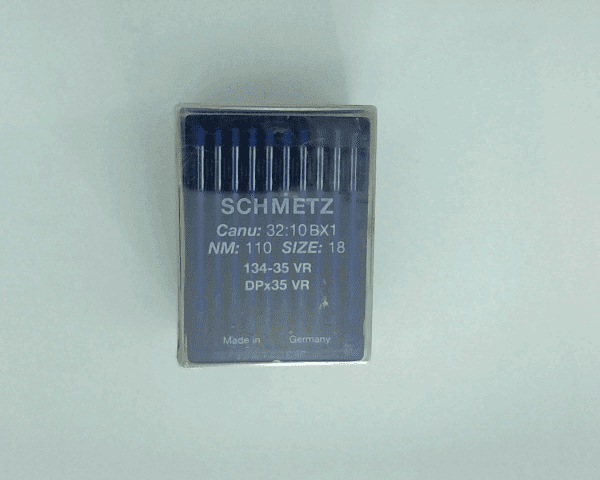 SCHMETZ
Canu: 32:10 BX1
NM: 110 SIZE: 18
134-35 VR
DPx35 VR
Made in Germany